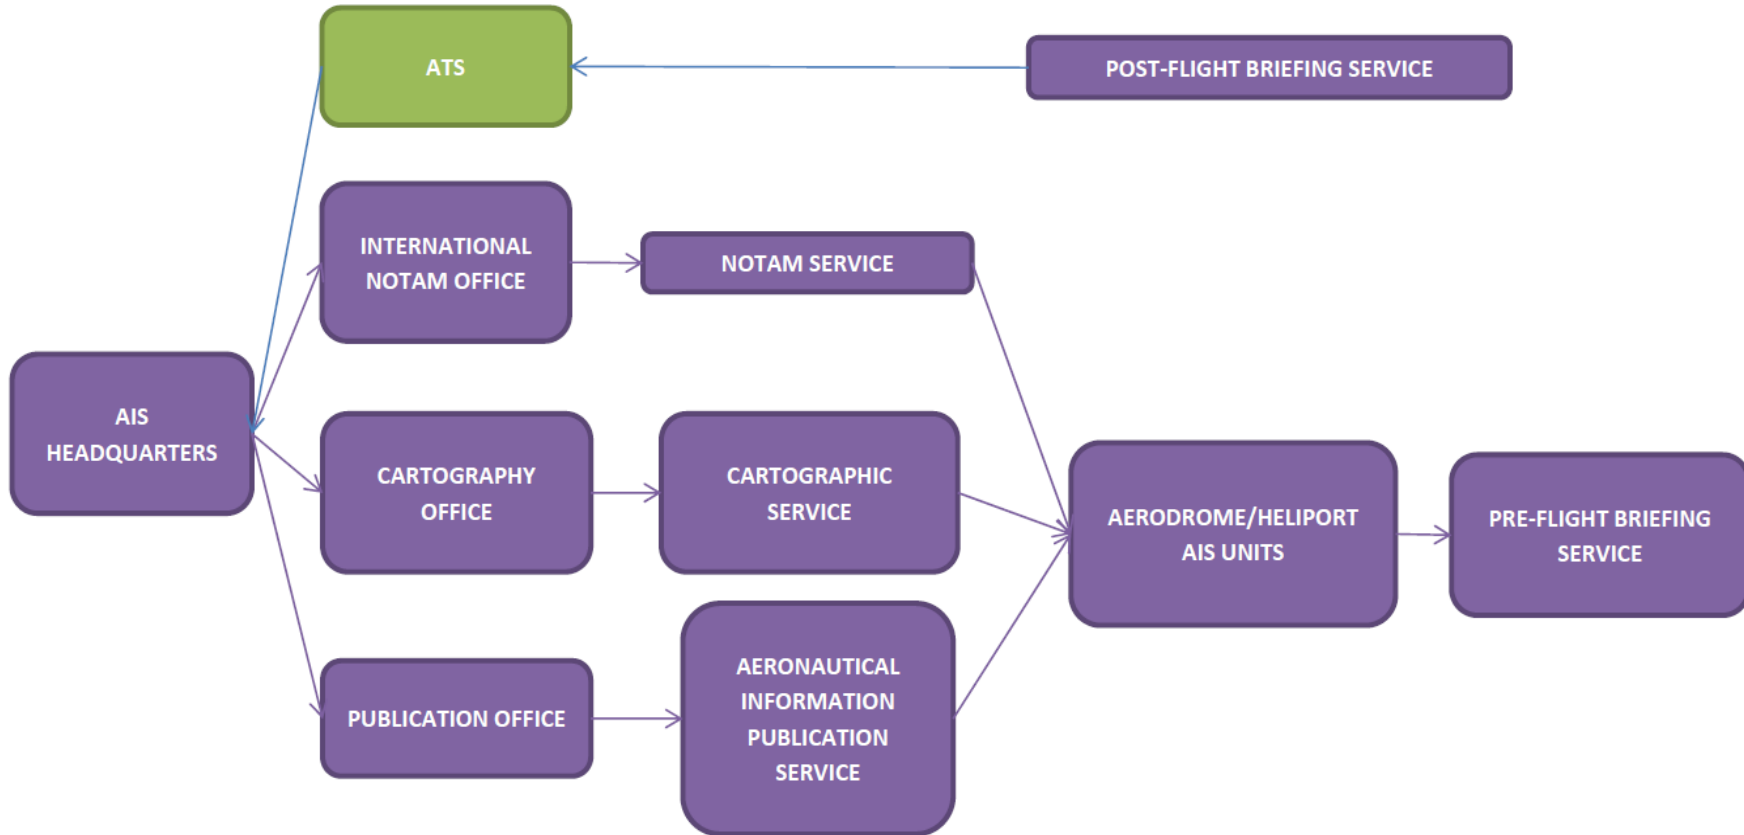 ATS
POST-FLIGHT BRIEFING SERVICE
INTERNATIONAL
NOTAM OFFICE
NOTAM SERVICE
AIS
HEADQUARTERS
CARTOGRAPHY
OFFICE
CARTOGRAPHIC
SERVICE
AERODROME/HELIPORT
AIS UNITS
PRE-FLIGHT BRIEFING
SERVICE
PUBLICATION OFFICE
AERONAUTICAL
INFORMATION
PUBLICATION
SERVICE